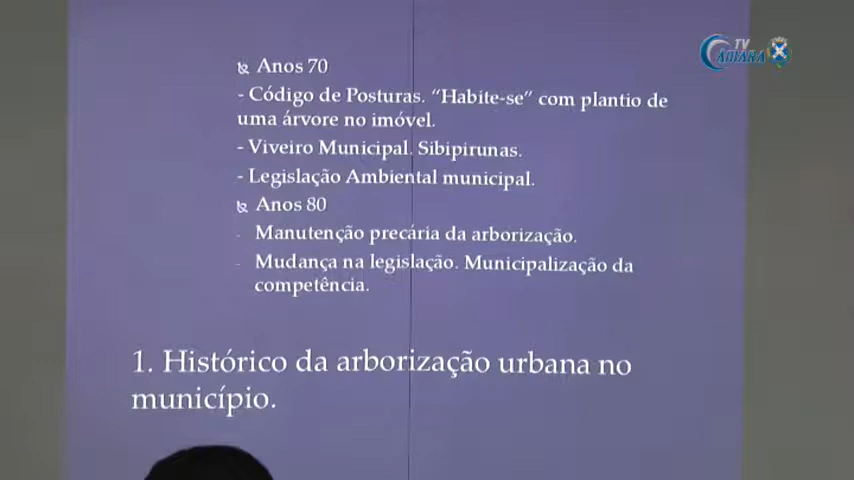 TV
CÂMARA
Anos 70
- Código de Posturas. “Habite-se” com plantio de
uma árvore no imóvel.
- Viveiro Municipal. Sibipirunas.
- Legislação Ambiental municipal.
Anos 80
- Manutenção precária da arborização.
- Mudança na legislação. Municipalização da
competência.
1. Histórico da arborização urbana no
município.